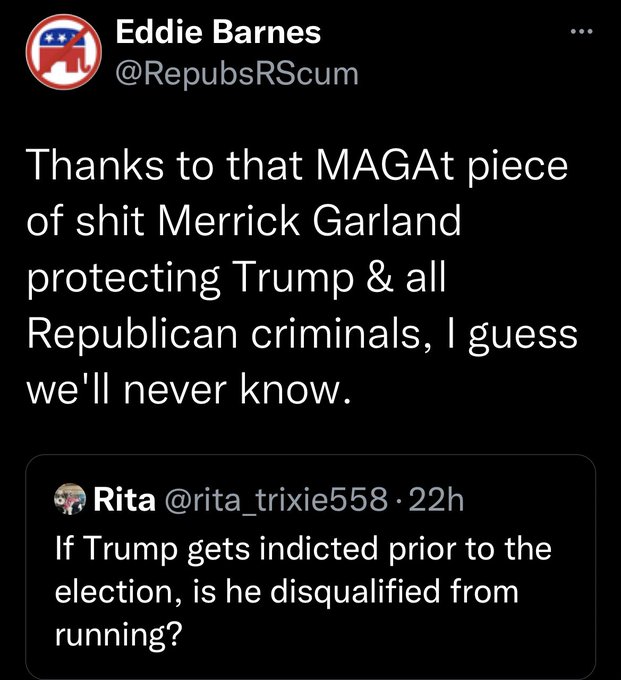 Eddie Barnes
@RepubsRScum
Thanks to that MAGAt piece
of shit Merrick Garland
protecting Trump & all
Republican criminals, I guess
we'll never know.
Rita @rita_trixie558 · 22h
If Trump gets indicted prior to the
election, is he disqualified from
running?